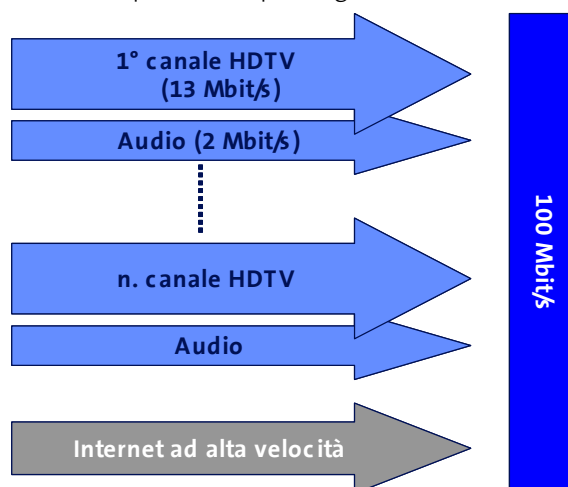 1° canale HDTV
(13 Mbit/s)
Audio (2 Mbit/s)
n. canale HDTV
Audio
Internet ad alta velocità
100 Mbit/s